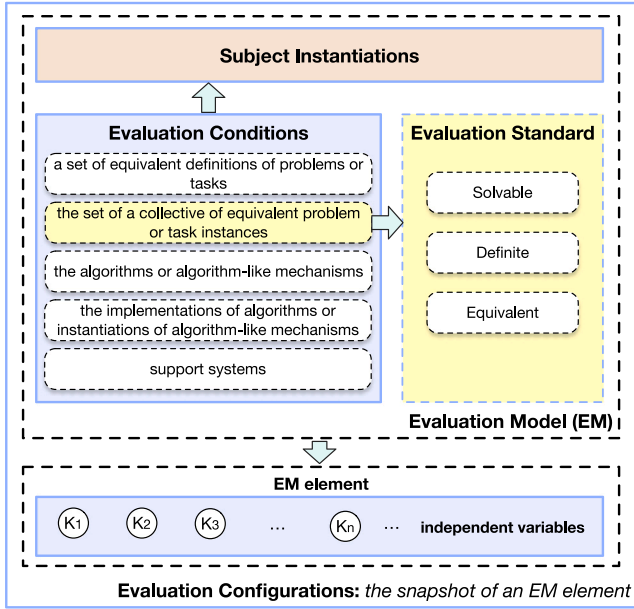 Subject Instantiations
Evaluation Conditions
a set of equivalent definitions of problems or
tasks
the set of a collective of equivalent problem
or task instances
the algorithms or algorithm-like mechanisms
the implementations of algorithms or
instantiations of algorithm-like mechanisms
support systems
Evaluation Standard
Solvable
Definite
Equivalent
Evaluation Model (EM)
EM element
K1 K2 K3 ... Kn ... independent variables
Evaluation Configurations: the snapshot of an EM element